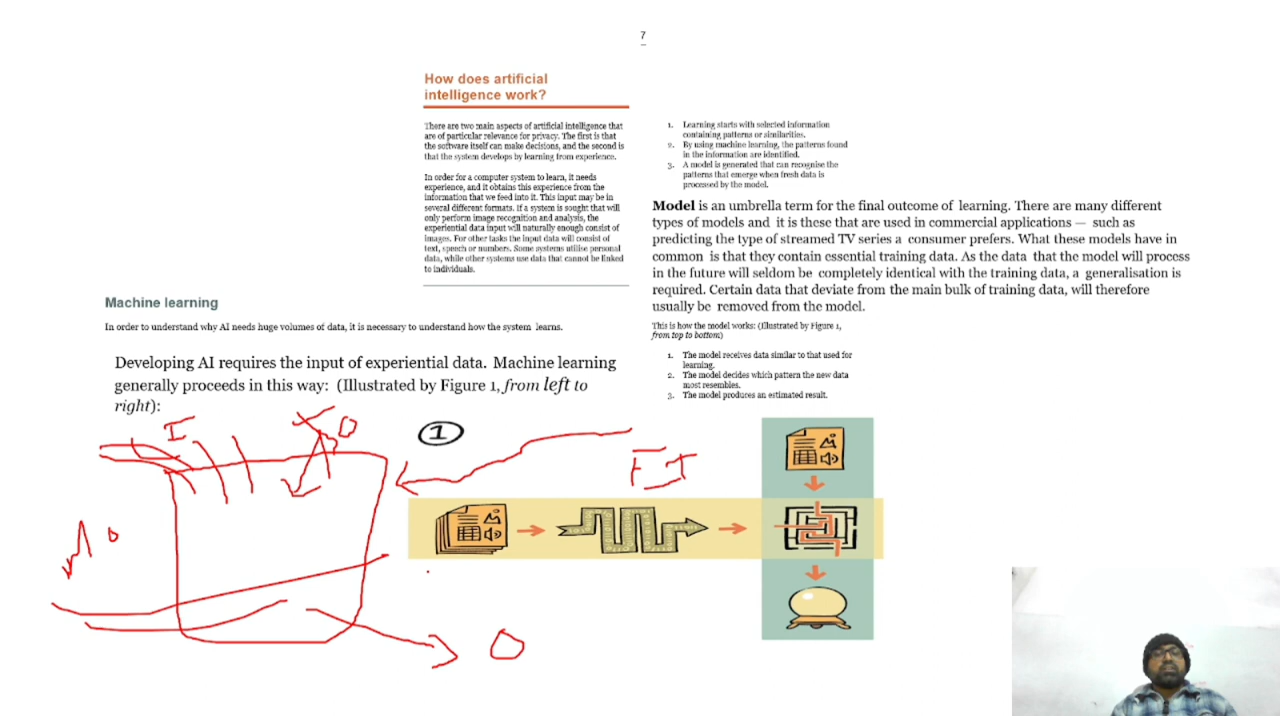 7
How does artificial
intelligence work?
There are two main aspects of artificial intelligence that
are of particular relevance for privacy. The first is that
the software itself can make decisions, and the second is
that the system develops by learning from experience.
In order for a computer system to learn, it needs
experience, and it obtains this experience from the
information that we feed into it. This input may be in
several different formats. If a system is sought that will
only perform image recognition and analysis, the
experiential data input will naturally enough consist of
images. For other tasks the input data will consist of
text, speech or numbers. Some systems utilise personal
data, while other systems use data that cannot be linked
to individuals.
Machine learning
In order to understand why AI needs huge volumes of data, it is necessary to understand how the system learns.
Developing AI requires the input of experiential data. Machine learning
generally proceeds in this way: (Illustrated by Figure 1, from left to
right):
1. Learning starts with selected information
containing patterns or similarities.
2. By using machine learning, the patterns found
in the information are identified.
3. A model is generated that can recognise the
patterns that emerge when fresh data is
processed by the model.
Model is an umbrella term for the final outcome of learning. There are many different
types of models and it is these that are used in commercial applications — such as
predicting the type of streamed TV series a consumer prefers. What these models have in
common is that they contain essential training data. As the data that the model will process
in the future will seldom be completely identical with the training data, a generalisation is
required. Certain data that deviate from the main bulk of training data, will therefore
usually be removed from the model.
This is how the model works: (Illustrated by Figure 1,
from top to bottom)
1. The model receives data similar to that used for
learning.
2. The model decides which pattern the new data
most resembles.
3. The model produces an estimated result.
1
I
O